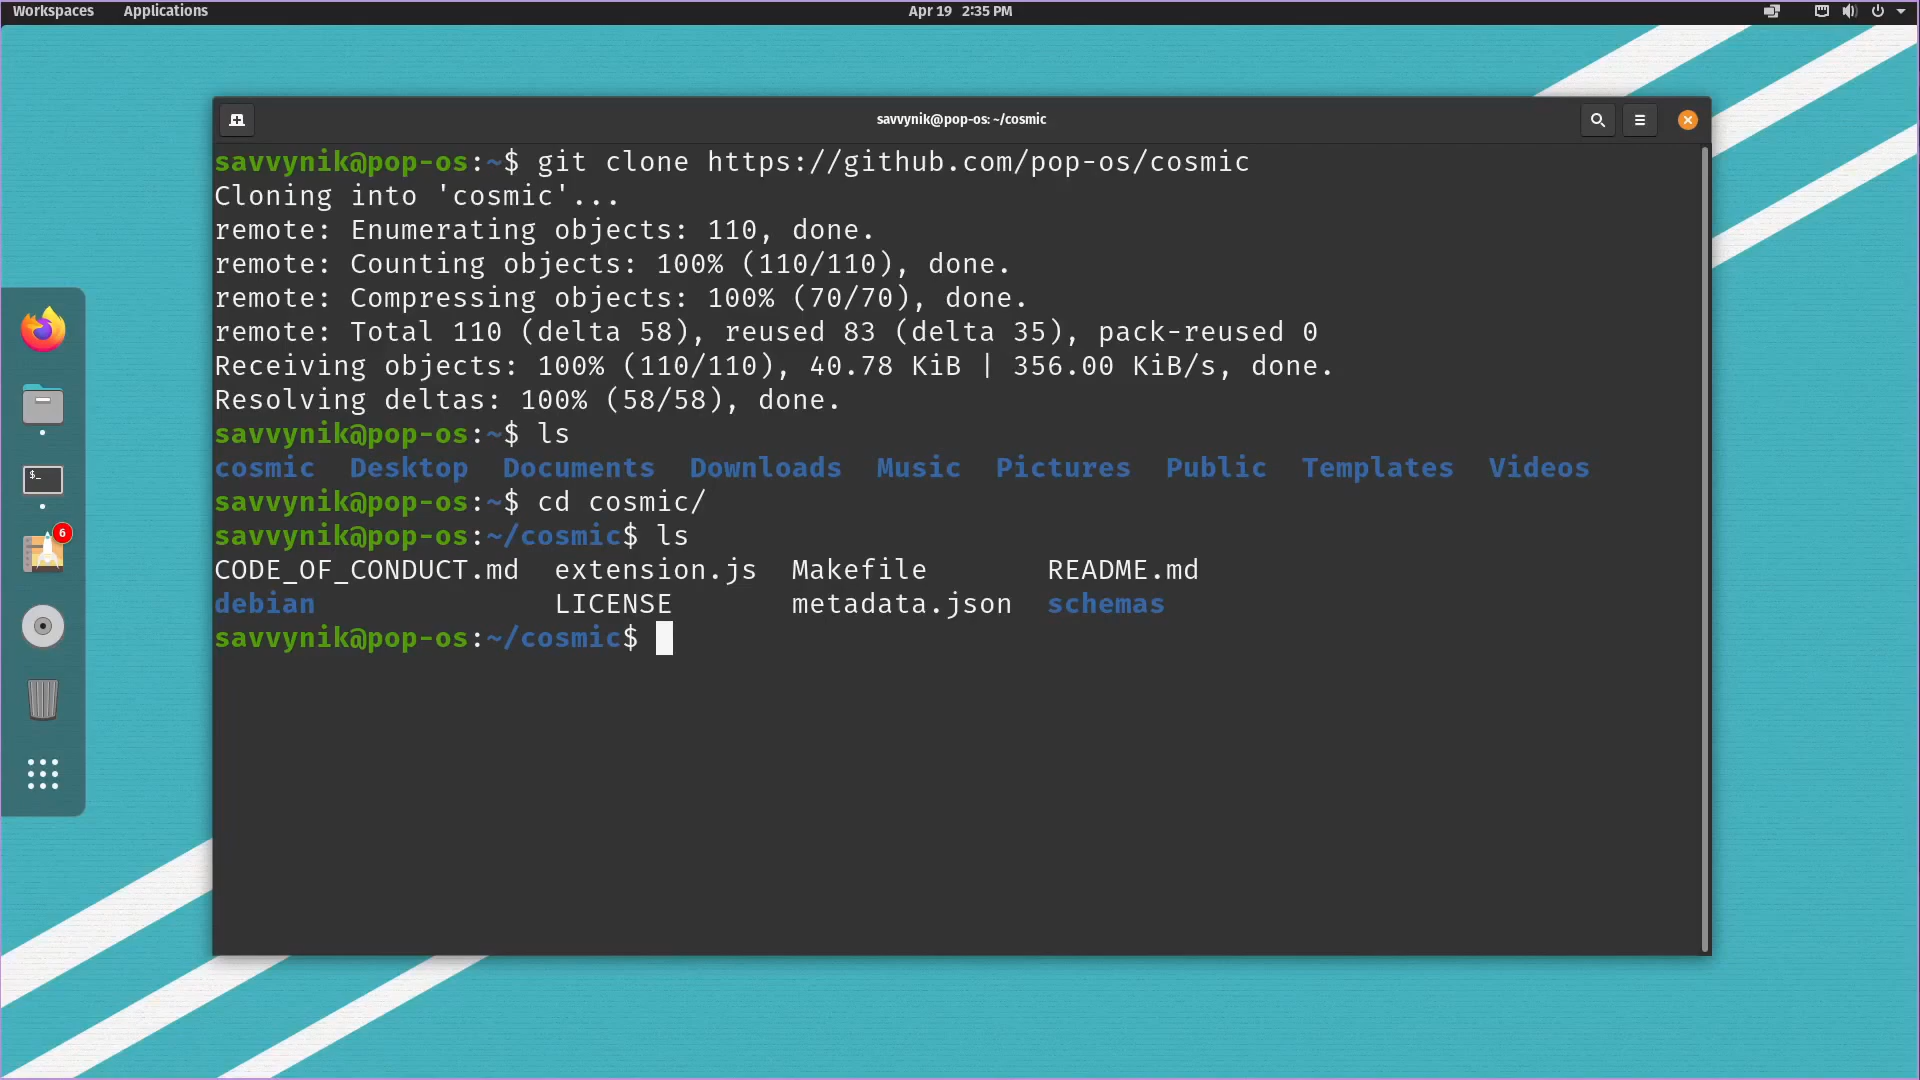 Workspaces Applications Apr 19 2:35 PM
savvynik@pop-os: ~/cosmic
savvynik@pop-os:~$ git clone https://github.com/pop-os/cosmic
Cloning into 'cosmic'...
remote: Enumerating objects: 110, done.
remote: Counting objects: 100% (110/110), done.
remote: Compressing objects: 100% (70/70), done.
remote: Total 110 (delta 58), reused 83 (delta 35), pack-reused 0
Receiving objects: 100% (110/110), 40.78 KiB | 356.00 KiB/s, done.
Resolving deltas: 100% (58/58), done.
savvynik@pop-os:~$ ls
cosmic Desktop Documents Downloads Music Pictures Public Templates Videos
savvynik@pop-os:~$ cd cosmic/
savvynik@pop-os:~/cosmic$ ls
CODE_OF_CONDUCT.md extension.js Makefile README.md
debian LICENSE metadata.json schemas
savvynik@pop-os:~/cosmic$
$_
6